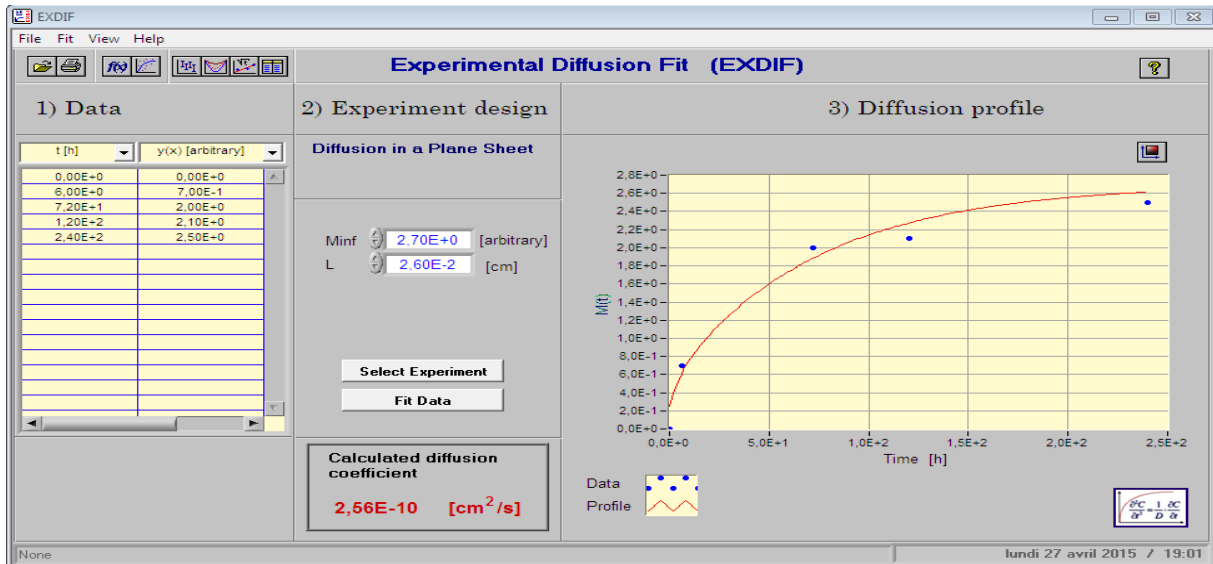 EXDIF
File Fit View Help
Experimental Diffusion Fit (EXDIF)
1) Data
t [h] y(x) [arbitrary]
0,00E+0 0,00E+0
6,00E+0 7,00E-1
7,20E+1 2,00E+0
1,20E+2 2,10E+0
2,40E+2 2,50E+0
2) Experiment design
Diffusion in a Plane Sheet
Minf 2,70E+0 [arbitrary]
L 2,60E-2 [cm]
Select Experiment
Fit Data
Calculated diffusion
coefficient
2,56E-10 [cm²/s]
3) Diffusion profile
2,8E+0
2,6E+0
2,4E+0
2,2E+0
2,0E+0
1,8E+0
1,6E+0
1,4E+0
1,2E+0
1,0E+0
8,0E-1
6,0E-1
4,0E-1
2,0E-1
0,0E+0
M(t)
0,0E+0 5,0E+1 1,0E+2 1,5E+2 2,0E+2 2,5E+2
Time [h]
Data
Profile
None
lundi 27 avril 2015 / 19:01